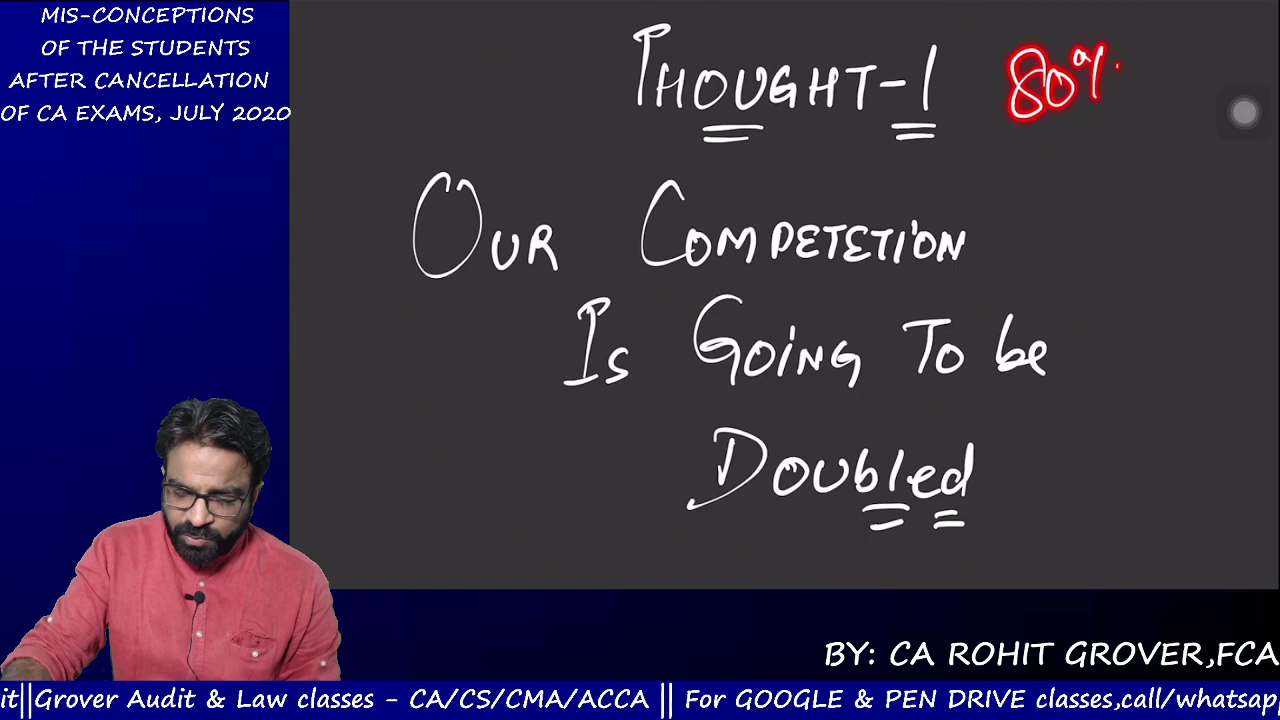 MIS-CONCEPTIONS
OF THE STUDENTS
AFTER CANCELLATION
OF CA EXAMS, JULY 2020
THOUGHT-1 80%
OUR COMPETETION
IS GOING TO be
DOUblEd
BY: CA ROHIT GROVER,FCA
it||Grover Audit & Law classes - CA/CS/CMA/ACCA || For GOOGLE & PEN DRIVE classes,call/whatsap